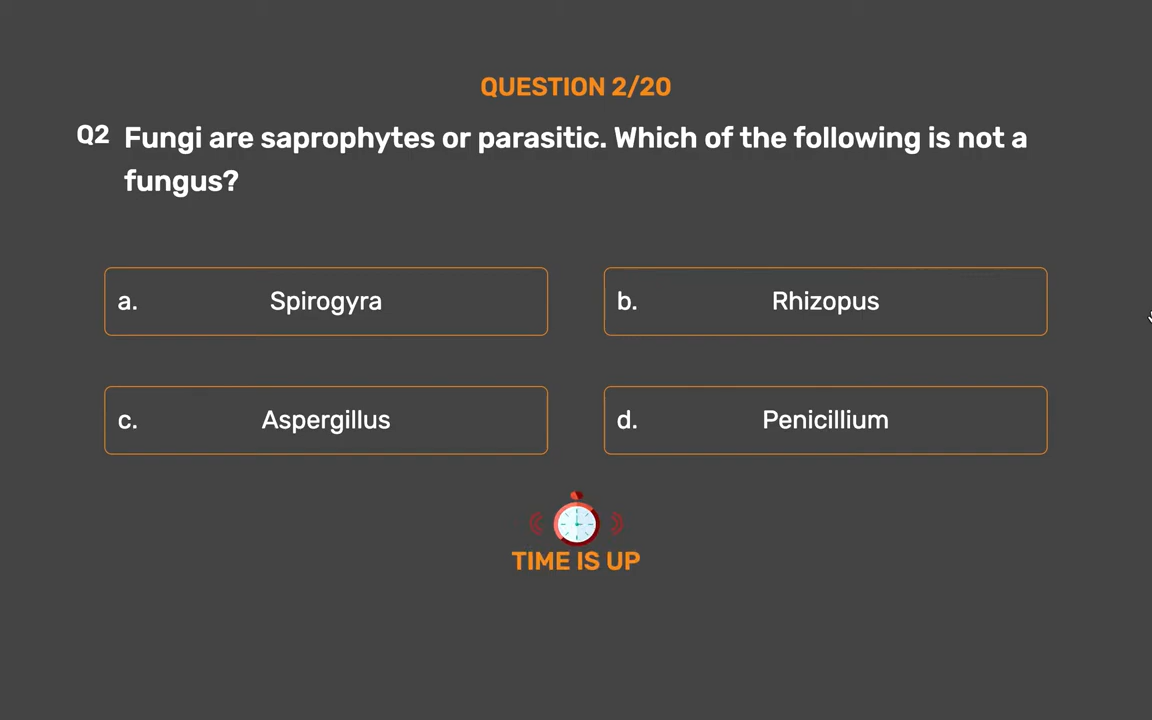 QUESTION 2/20
Q2 Fungi are saprophytes or parasitic. Which of the following is not a
fungus?
a. Spirogyra
b. Rhizopus
c. Aspergillus
d. Penicillium
TIME IS UP